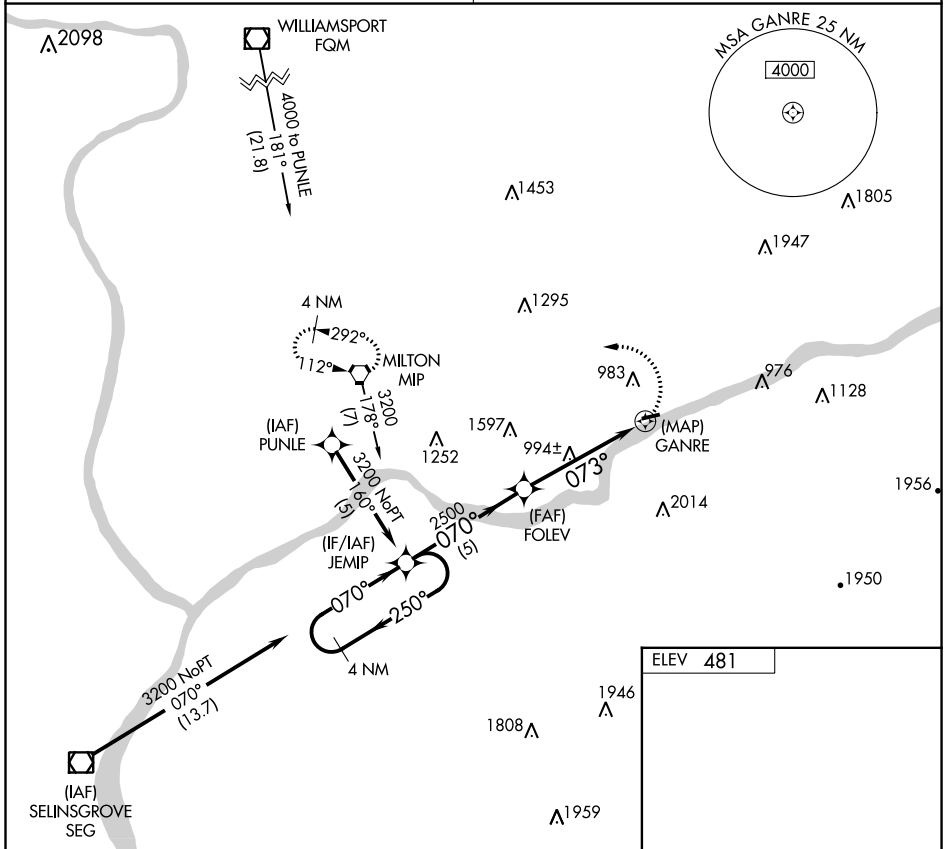 2098
WILLIAMSPORT
FQM
4000 to PUNLE
181°
(21.8)
MSA GANRE 25 NM
4000
1453
1805
1947
1295
4 NM
292°
112°
MILTON
MIP
3200
178°
(7)
983
976
1128
(IAF)
PUNLE
1252
1597
994±
(MAP)
GANRE
073°
3200 NoPT
160°
(5)
1956
2014
(FAF)
FOLEV
2500
070°
(5)
(IF/IAF)
JEMIP
070°
250°
4 NM
1950
3200 NoPT
070°
(13.7)
ELEV 481
1946
1808
(IAF)
SELINSGROVE
SEG
1959